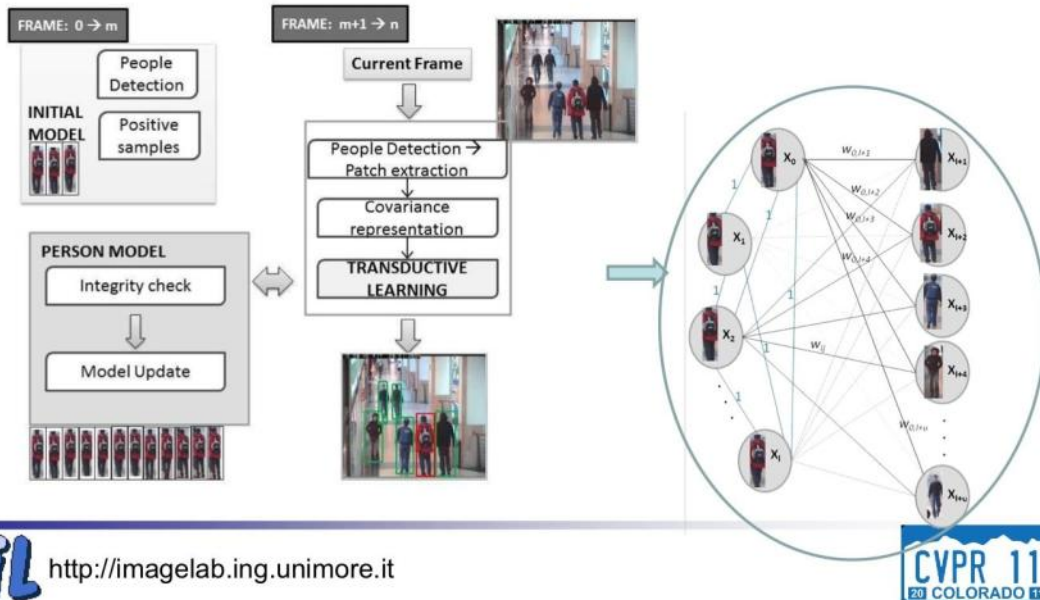 FRAME: 0 → m
People
Detection
INITIAL
MODEL
Positive
samples
FRAME: m+1 → n
Current Frame
People Detection →
Patch extraction
Covariance
representation
TRANSDUCTIVE
LEARNING
PERSON MODEL
Integrity check
Model Update
X₀
X₁
X₂
Xₗ
Xₗ₊₁
Xₗ₊₂
Xₗ₊₃
Xₗ₊₄
Xₗ₊ᵤ
w₀,ₗ₊₁
w₀,ₗ₊₂
w₀,ₗ₊₃
w₀,ₗ₊₄
wᵢⱼ
w₀,ₗ₊ᵤ
1
1
1
1
1
1
iL
http://imagelab.ing.unimore.it
CVPR 11
20 COLORADO 11